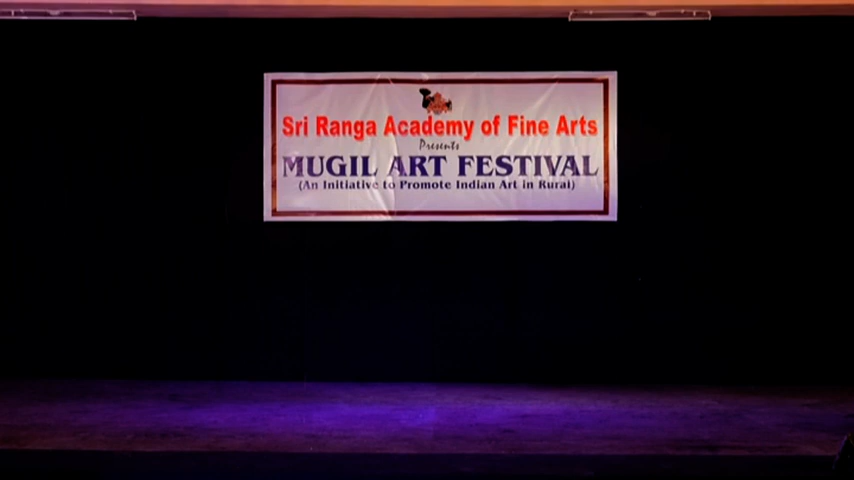 Sri Ranga Academy of Fine Arts
Presents
MUGIL ART FESTIVAL
(An Initiative to Promote Indian Art in Rural)